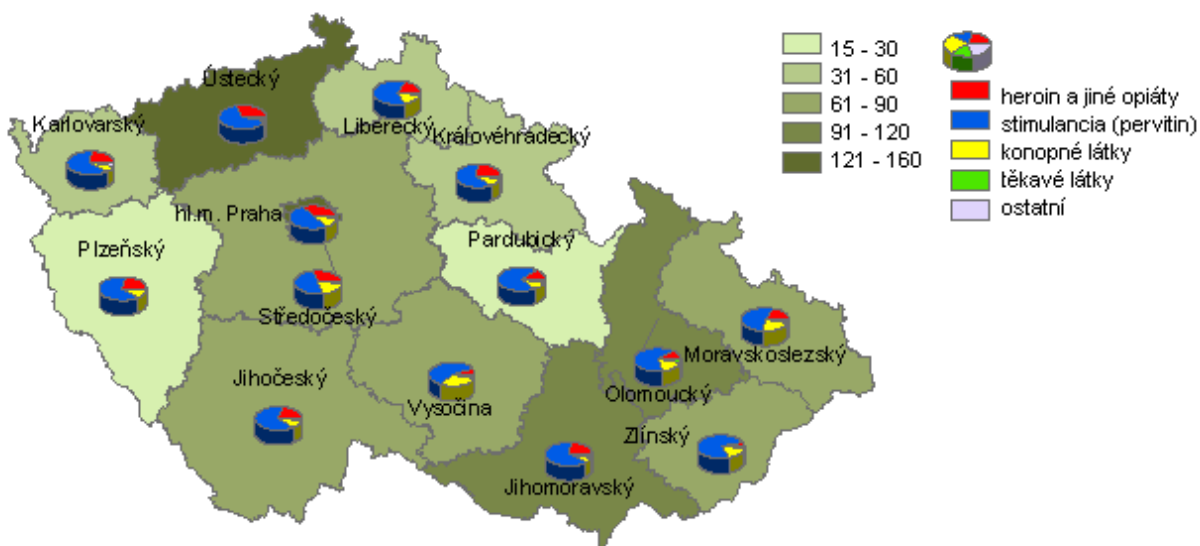 Ústecký
Karlovarský
Liberecký
Královéhrádecký
hl.m. Praha
Plzeňský
Pardubický
Středočeský
Moravskoslezský
Jihočeský
Vysočina
Olomoucký
Zlínský
Jihomoravský
15 - 30
31 - 60
61 - 90
91 - 120
121 - 160
heroin a jiné opiáty
stimulancia (pervitin)
konopné látky
těkavé látky
ostatní